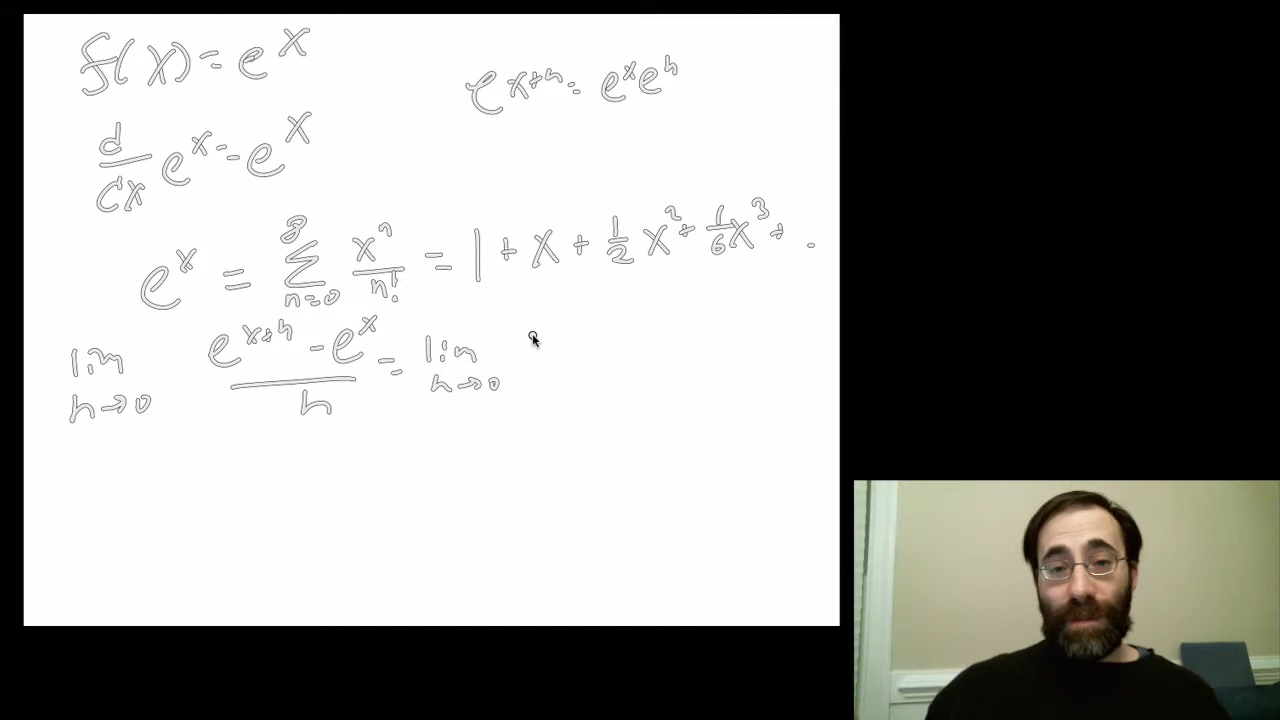 f(x) = e^x
e^{x+h} = e^x e^h
d/dx e^x = e^x
e^x = ∑_{n=0}^∞ x^n/n! = 1 + x + 1/2 x^2 + 1/6 x^3 + .
lim_{h→0} (e^{x+h} - e^x)/h = lim_{h→0}